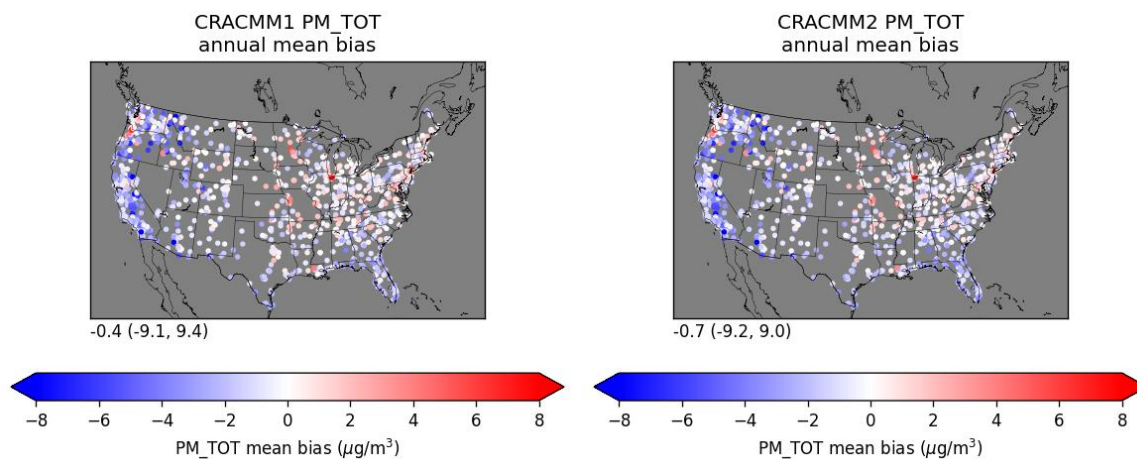 CRACMM1 PM_TOT
annual mean bias
-0.4 (-9.1, 9.4)
−8 −6 −4 −2 0 2 4 6 8
PM_TOT mean bias (μg/m³)
CRACMM2 PM_TOT
annual mean bias
-0.7 (-9.2, 9.0)
−8 −6 −4 −2 0 2 4 6 8
PM_TOT mean bias (μg/m³)